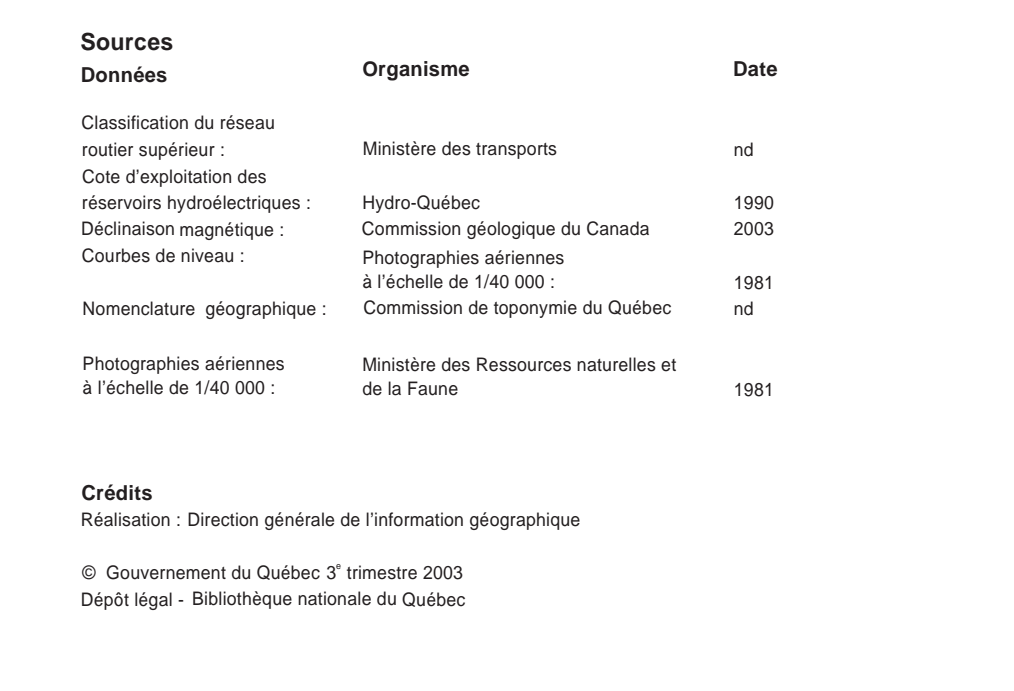 Sources
Données Organisme Date
Classification du réseau
routier supérieur : Ministère des transports nd
Cote d’exploitation des
réservoirs hydroélectriques : Hydro-Québec 1990
Déclinaison magnétique : Commission géologique du Canada 2003
Courbes de niveau : Photographies aériennes
à l’échelle de 1/40 000 : 1981
Nomenclature géographique : Commission de toponymie du Québec nd
Photographies aériennes Ministère des Ressources naturelles et
à l’échelle de 1/40 000 : de la Faune 1981
Crédits
Réalisation : Direction générale de l’information géographique
© Gouvernement du Québec 3e trimestre 2003
Dépôt légal - Bibliothèque nationale du Québec